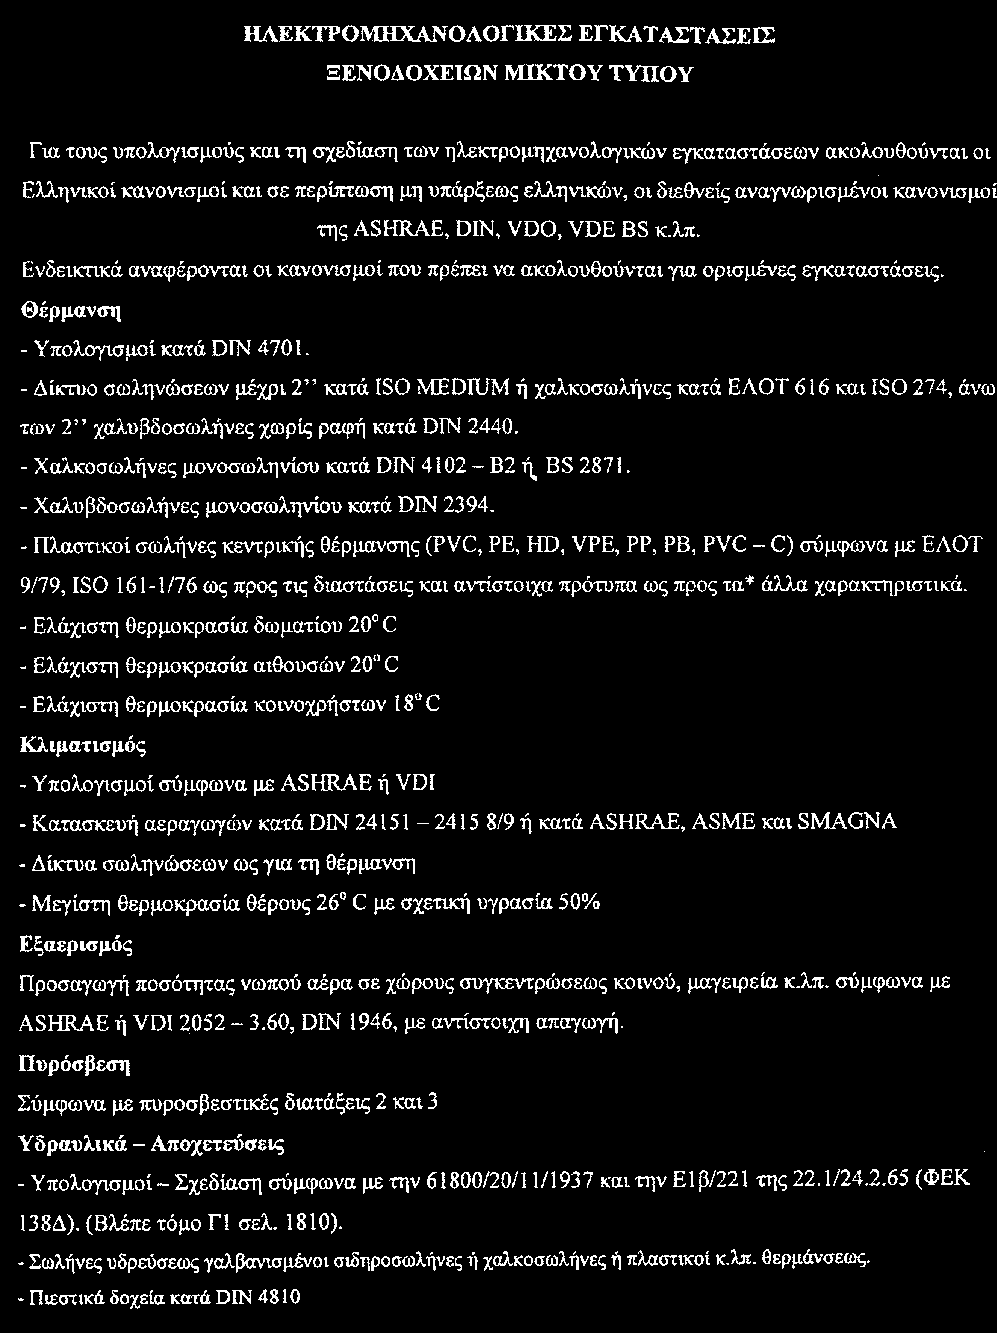 ΗΛΕΚΤΡΟΜΗΧΑΝΟΛΟΓΙΚΕΣ ΕΓΚΑΤΑΣΤΑΣΕΙΣ
ΞΕΝΟΔΟΧΕΙΩΝ ΜΙΚΤΟΥ ΤΥΠΟΥ
Για τους υπολογισμούς και τη σχεδίαση των ηλεκτρομηχανολογικών εγκαταστάσεων ακολουθούνται οι
Ελληνικοί κανονισμοί και σε περίπτωση μη υπάρξεως ελληνικών, οι διεθνείς αναγνωρισμένοι κανονισμοί
της ASHRAE, DIN, VDO, VDE BS κ.λπ.
Ενδεικτικά αναφέρονται οι κανονισμοί που πρέπει να ακολουθούνται για ορισμένες εγκαταστάσεις.
Θέρμανση
- Υπολογισμοί κατά DIN 4701.
- Δίκτυο σωληνώσεων μέχρι 2’’ κατά ISO MEDIUM ή χαλκοσωλήνες κατά ΕΛΟΤ 616 και ISO 274, άνω
των 2’’ χαλυβδοσωλήνες χωρίς ραφή κατά DIN 2440.
- Χαλκοσωλήνες μονοσωληνίου κατά DIN 4102 – B2 ή BS 2871.
- Χαλυβδοσωλήνες μονοσωληνίου κατά DIN 2394.
- Πλαστικοί σωλήνες κεντρικής θέρμανσης (PVC, PE, HD, VPE, PP, PB, PVC – C) σύμφωνα με ΕΛΟΤ
9/79, ISO 161-1/76 ως προς τις διαστάσεις και αντίστοιχα πρότυπα ως προς τα* άλλα χαρακτηριστικά.
- Ελάχιστη θερμοκρασία δωματίου 20° C
- Ελάχιστη θερμοκρασία αιθουσών 20° C
- Ελάχιστη θερμοκρασία κοινοχρήστων 18° C
Κλιματισμός
- Υπολογισμοί σύμφωνα με ASHRAE ή VDI
- Κατασκευή αεραγωγών κατά DIN 24151 – 2415 8/9 ή κατά ASHRAE, ASME και SMAGNA
- Δίκτυα σωληνώσεων ως για τη θέρμανση
- Μεγίστη θερμοκρασία θέρους 26° C με σχετική υγρασία 50%
Εξαερισμός
Προσαγωγή ποσότητας νωπού αέρα σε χώρους συγκεντρώσεως κοινού, μαγειρεία κ.λπ. σύμφωνα με
ASHRAE ή VDI 2052 – 3.60, DIN 1946, με αντίστοιχη απαγωγή.
Πυρόσβεση
Σύμφωνα με πυροσβεστικές διατάξεις 2 και 3
Υδραυλικά – Αποχετεύσεις
- Υπολογισμοί – Σχεδίαση σύμφωνα με την 61800/20/11/1937 και την Ε1β/221 της 22.1/24.2.65 (ΦΕΚ
138Δ). (Βλέπε τόμο Γ1 σελ. 1810).
- Σωλήνες υδρεύσεως γαλβανισμένοι σιδηροσωλήνες ή χαλκοσωλήνες ή πλαστικοί κ.λπ. θερμάνσεως.
- Πιεστικά δοχεία κατά DIN 4810